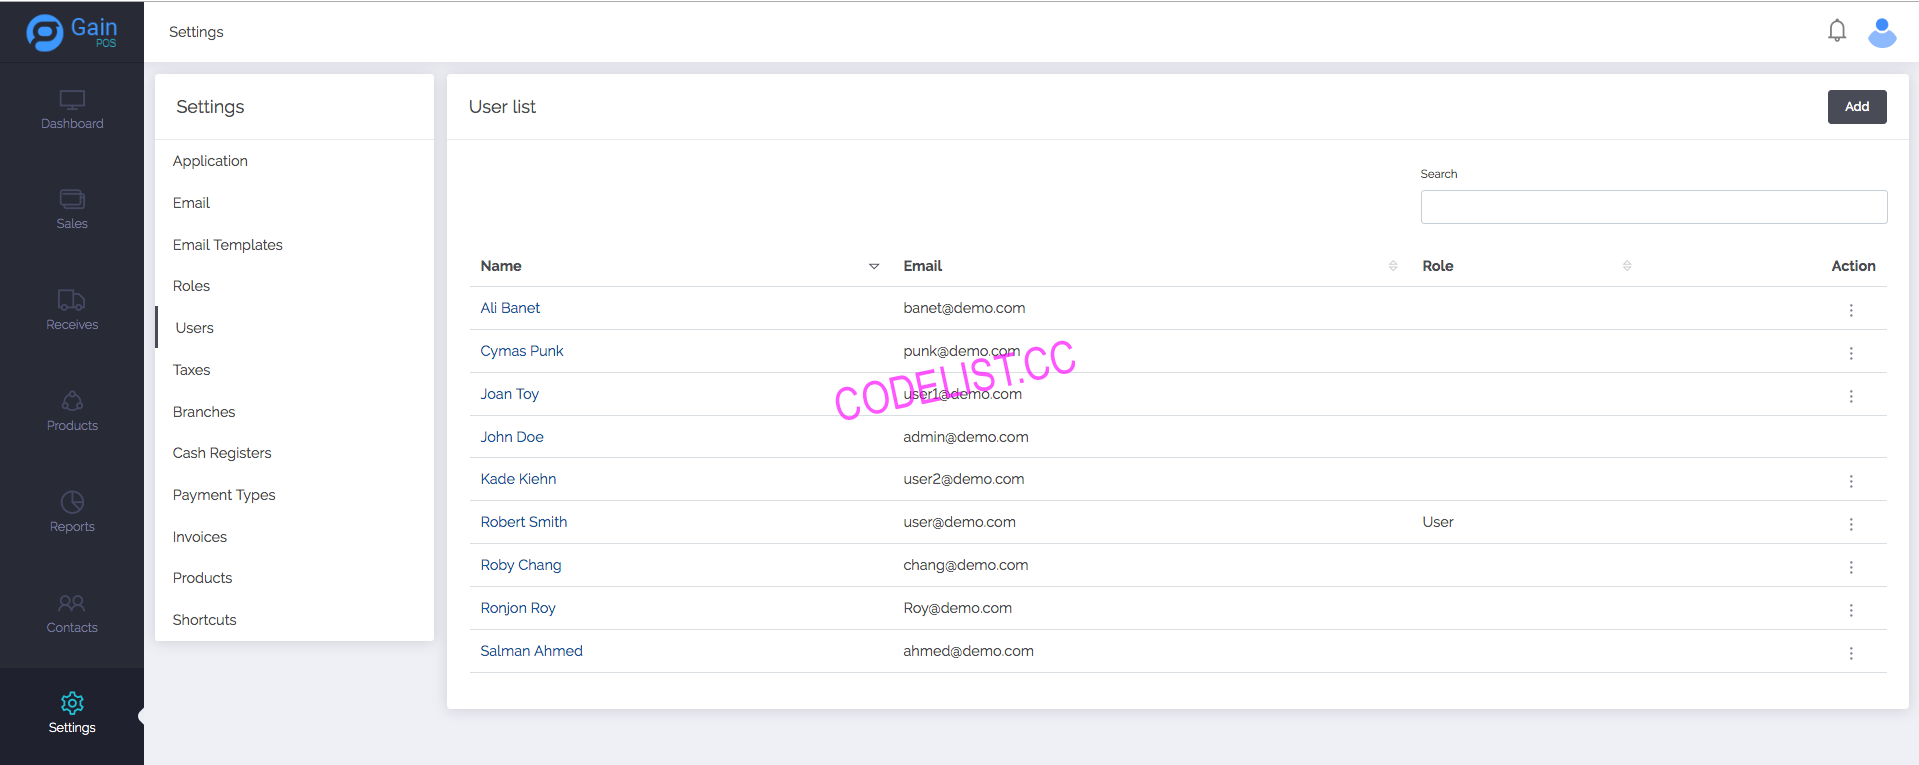 Gain
POS
Settings
Dashboard
Sales
Receives
Products
Reports
Contacts
Settings
Settings
Application
Email
Email Templates
Roles
Users
Taxes
Branches
Cash Registers
Payment Types
Invoices
Products
Shortcuts
User list
Add
Search
Name Email Role Action
Ali Banet banet@demo.com
Cymas Punk punk@demo.com
Joan Toy user1@demo.com
John Doe admin@demo.com
Kade Kiehn user2@demo.com
Robert Smith user@demo.com User
Roby Chang chang@demo.com
Ronjon Roy Roy@demo.com
Salman Ahmed ahmed@demo.com
CODELIST.CC